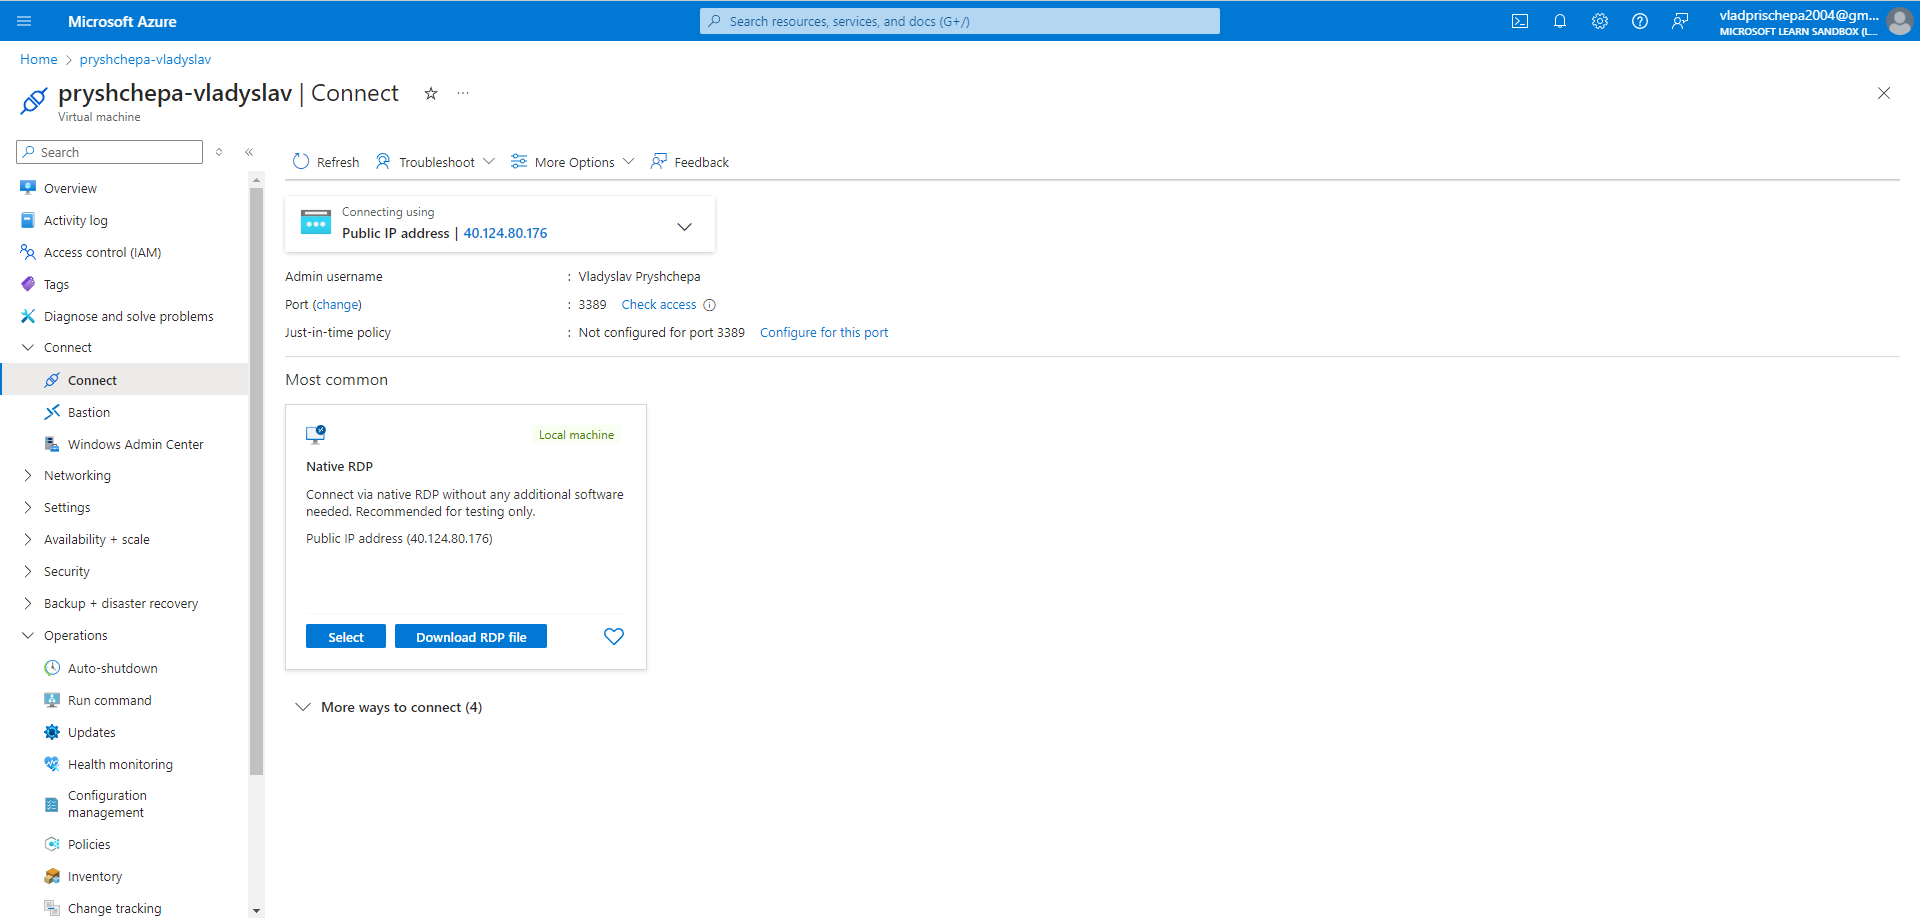 Microsoft Azure
Search resources, services, and docs (G+/)
vladprischepa2004@gm...
MICROSOFT LEARN SANDBOX (L...
Home > pryshchepa-vladyslav
pryshchepa-vladyslav | Connect
Virtual machine
Search
Overview
Activity log
Access control (IAM)
Tags
Diagnose and solve problems
Connect
Connect
Bastion
Windows Admin Center
Networking
Settings
Availability + scale
Security
Backup + disaster recovery
Operations
Auto-shutdown
Run command
Updates
Health monitoring
Configuration
management
Policies
Inventory
Change tracking
Refresh Troubleshoot More Options Feedback
Connecting using
Public IP address | 40.124.80.176
Admin username : Vladyslav Pryshchepa
Port (change) : 3389 Check access
Just-in-time policy : Not configured for port 3389 Configure for this port
Most common
Local machine
Native RDP
Connect via native RDP without any additional software
needed. Recommended for testing only.
Public IP address (40.124.80.176)
Select Download RDP file
More ways to connect (4)